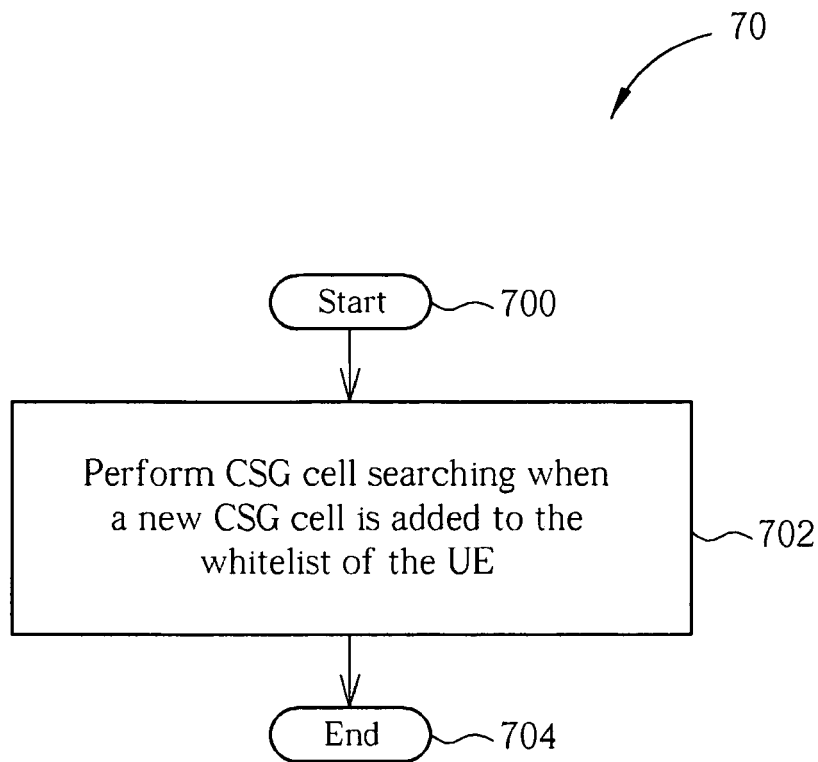 70
Start
700
Perform CSG cell searching when
a new CSG cell is added to the
whitelist of the UE
702
End
704